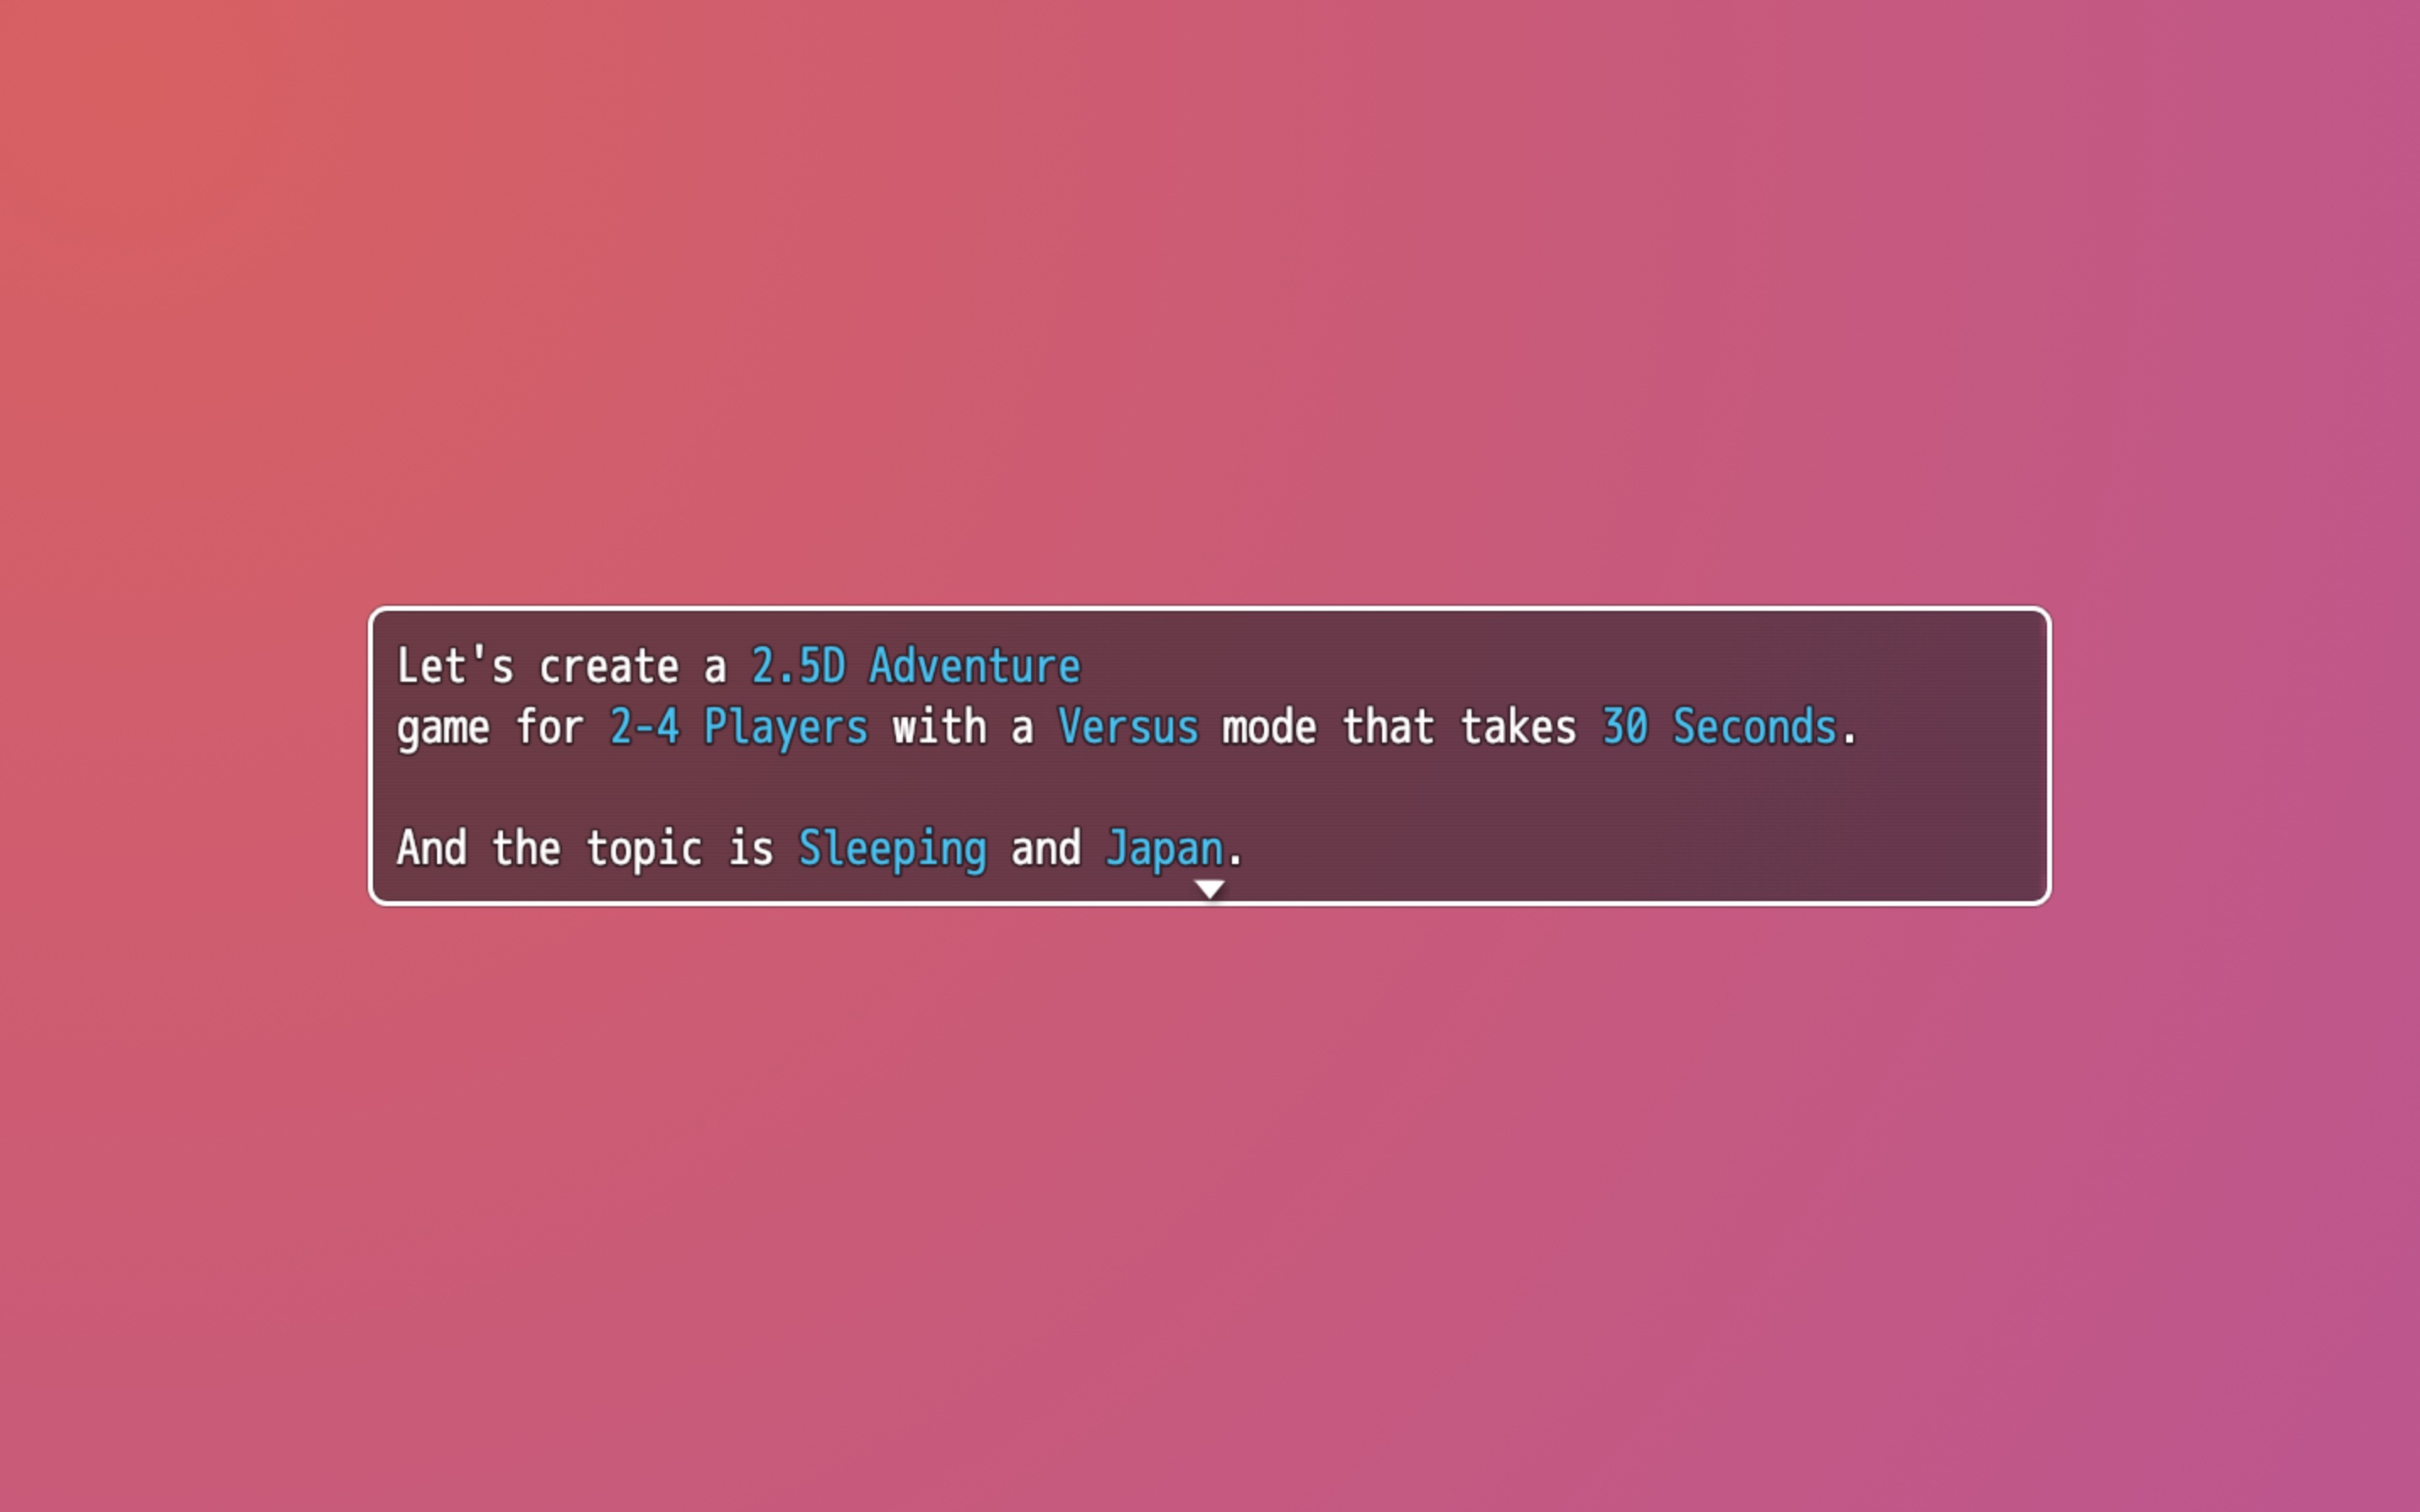 Let's create a 2.5D Adventure
game for 2-4 Players with a Versus mode that takes 30 Seconds.
And the topic is Sleeping and Japan.